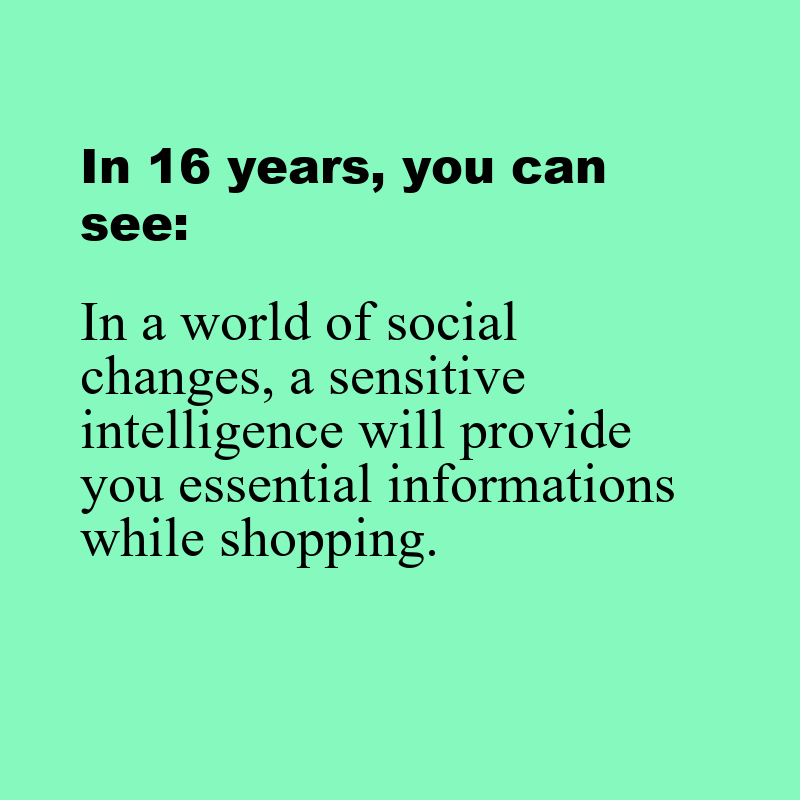 In 16 years, you can
see:
In a world of social
changes, a sensitive
intelligence will provide
you essential informations
while shopping.